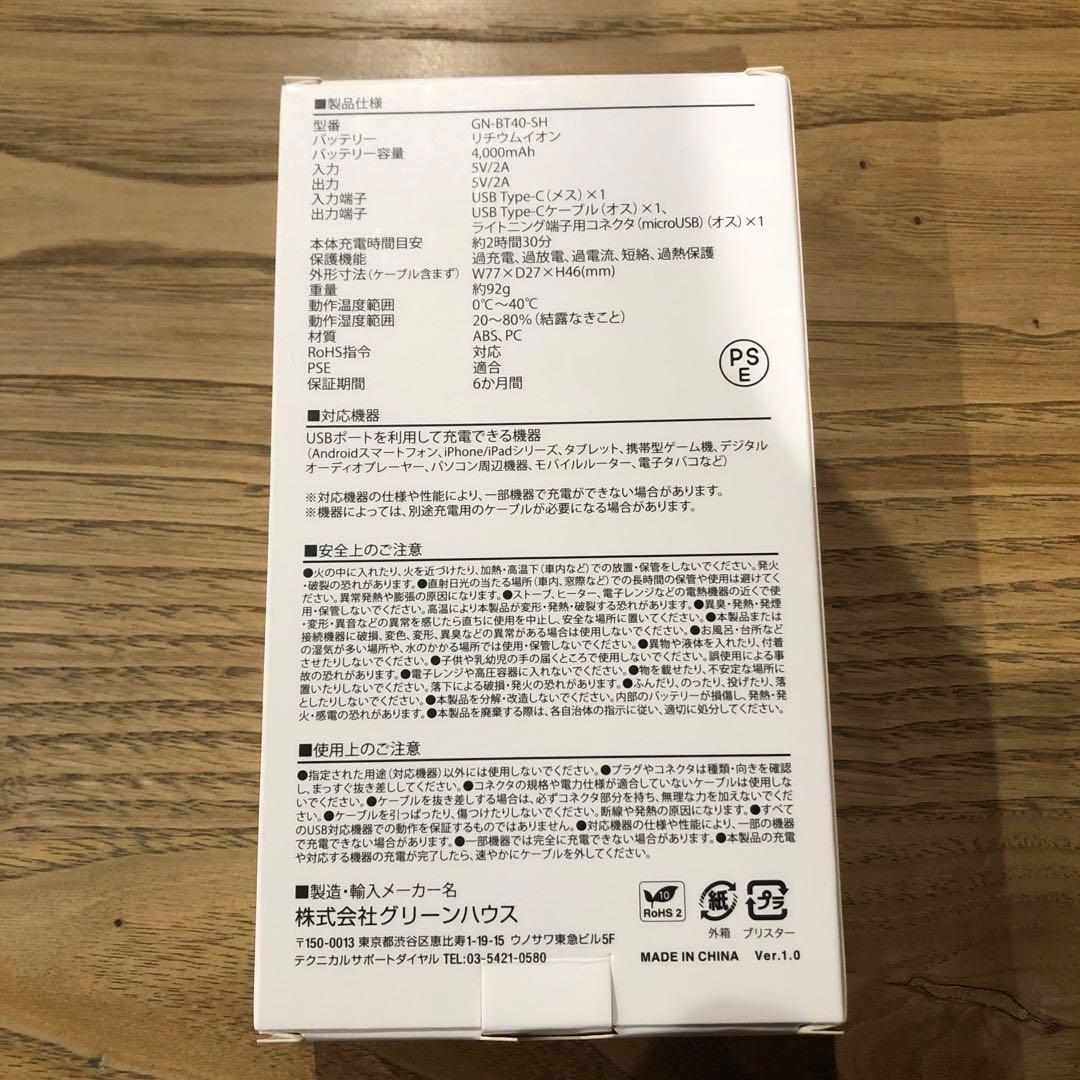 ■製品仕様
型番 GN-BT40-SH
バッテリー リチウムイオン
バッテリー容量 4,000mAh
入力 5V/2A
出力 5V/2A
入力端子 USB Type-C（メス）×1
出力端子 USB Type-Cケーブル（オス）×1、
ライトニング端子用コネクタ（microUSB）（オス）×1
本体充電時間目安 約2時間30分
保護機能 過充電、過放電、過電流、短絡、過熱保護
外形寸法（ケーブル含まず） W77×D27×H46(mm)
重量 約92g
動作温度範囲 0℃～40℃
動作湿度範囲 20～80%（結露なきこと）
材質 ABS、PC
RoHS指令 対応
PSE 適合
保証期間 6か月間
PS
E
■対応機器
USBポートを利用して充電できる機器
（Androidスマートフォン、iPhone/iPadシリーズ、タブレット、携帯型ゲーム機、デジタル
オーディオプレーヤー、パソコン周辺機器、モバイルルーター、電子タバコなど）
※対応機器の仕様や性能により、一部機器で充電ができない場合があります。
※機器によっては、別途充電用のケーブルが必要になる場合があります。
■安全上のご注意
●火の中に入れたり、火を近づけたり、加熱・高温下（車内など）での放置・保管をしないでください。発火
・破裂の恐れがあります。●直射日光の当たる場所（車内、窓際など）での長時間の保管や使用は避けてく
ださい。異常発熱や膨張の原因になります。●ストーブ、ヒーター、電子レンジなどの電熱機器の近くで使
用・保管しないでください。高温により本製品が変形・発熱・破裂する恐れがあります。●異臭・発熱・発煙
・変形・異音などの異常を感じたら直ちに使用を中止し、安全な場所に置いてください。●本製品または
接続機器に破損、変色、変形、異臭などの異常がある場合は使用しないでください。●お風呂・台所など
の湿気が多い場所や、水のかかる場所では使用・保管しないでください。●異物や液体を入れたり、付着
させたりしないでください。●子供や乳幼児の手の届くところで使用しないでください。誤使用による事
故の恐れがあります。●電子レンジや高圧容器に入れないでください。●物を載せたり、不安定な場所に
置いたりしないでください。落下による破損・発火の恐れがあります。●ふんだり、のったり、投げたり、落
としたりしないでください。●本製品を分解・改造しないでください。内部のバッテリーが損傷し、発熱・発
火・感電の恐れがあります。●本製品を廃棄する際は、各自治体の指示に従い、適切に処分してください。
■使用上のご注意
●指定された用途（対応機器）以外には使用しないでください。●プラグやコネクタは種類・向きを確認
し、まっすぐ抜き差ししてください。●コネクタの規格や電力仕様が適合していないケーブルは使用しな
いでください。●ケーブルを抜き差しする場合は、必ずコネクタ部分を持ち、無理な力を加えないでくだ
さい。●ケーブルを引っぱったり、傷つけたりしないでください。断線や発熱の原因になります。●すべて
のUSB対応機器での動作を保証するものではありません。●対応機器の仕様や性能により、一部の機器
で充電できない場合があります。●一部機器では完全に充電できない場合があります。●本製品の充電
や対応する機器の充電が完了したら、速やかにケーブルを外してください。
■製造・輸入メーカー名
株式会社グリーンハウス
〒150-0013 東京都渋谷区恵比寿1-19-15 ウノサワ東急ビル5F
テクニカルサポートダイヤル TEL:03-5421-0580
10
RoHS 2
紙
外箱
プラ
ブリスター
MADE IN CHINA Ver.1.0